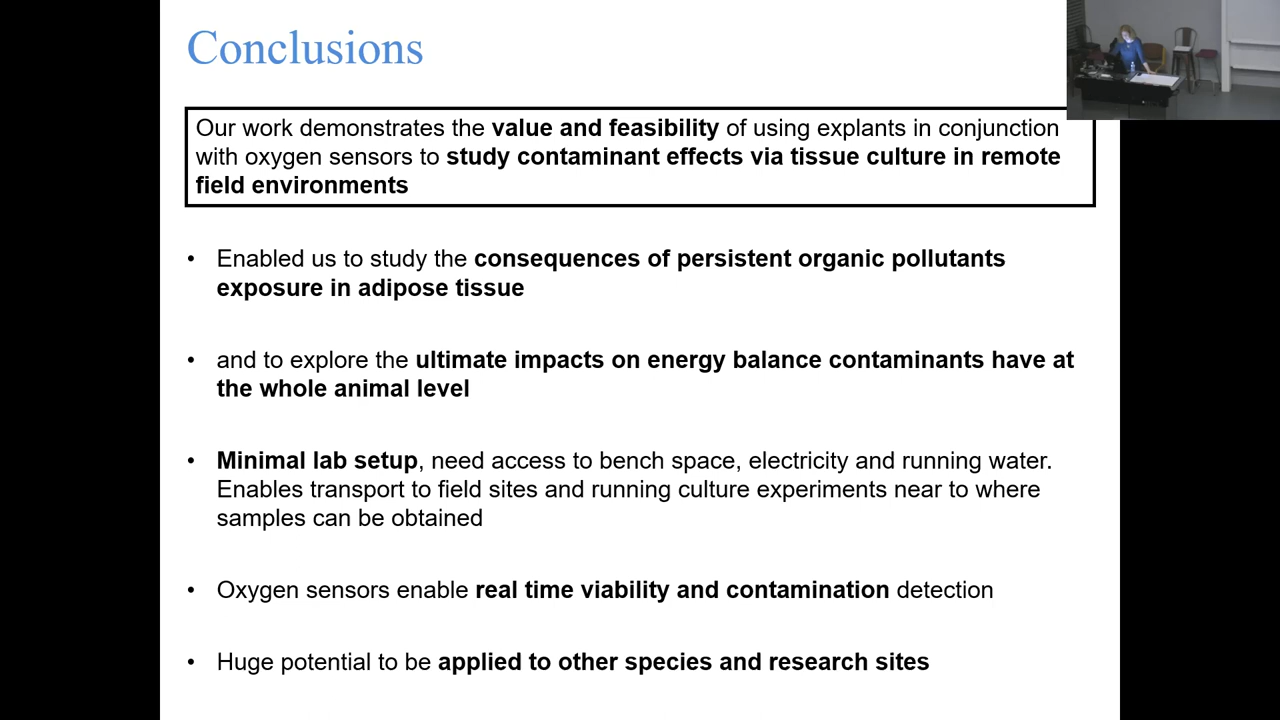 Conclusions
Our work demonstrates the value and feasibility of using explants in conjunction
with oxygen sensors to study contaminant effects via tissue culture in remote
field environments
• Enabled us to study the consequences of persistent organic pollutants
exposure in adipose tissue
• and to explore the ultimate impacts on energy balance contaminants have at
the whole animal level
• Minimal lab setup, need access to bench space, electricity and running water.
Enables transport to field sites and running culture experiments near to where
samples can be obtained
• Oxygen sensors enable real time viability and contamination detection
• Huge potential to be applied to other species and research sites